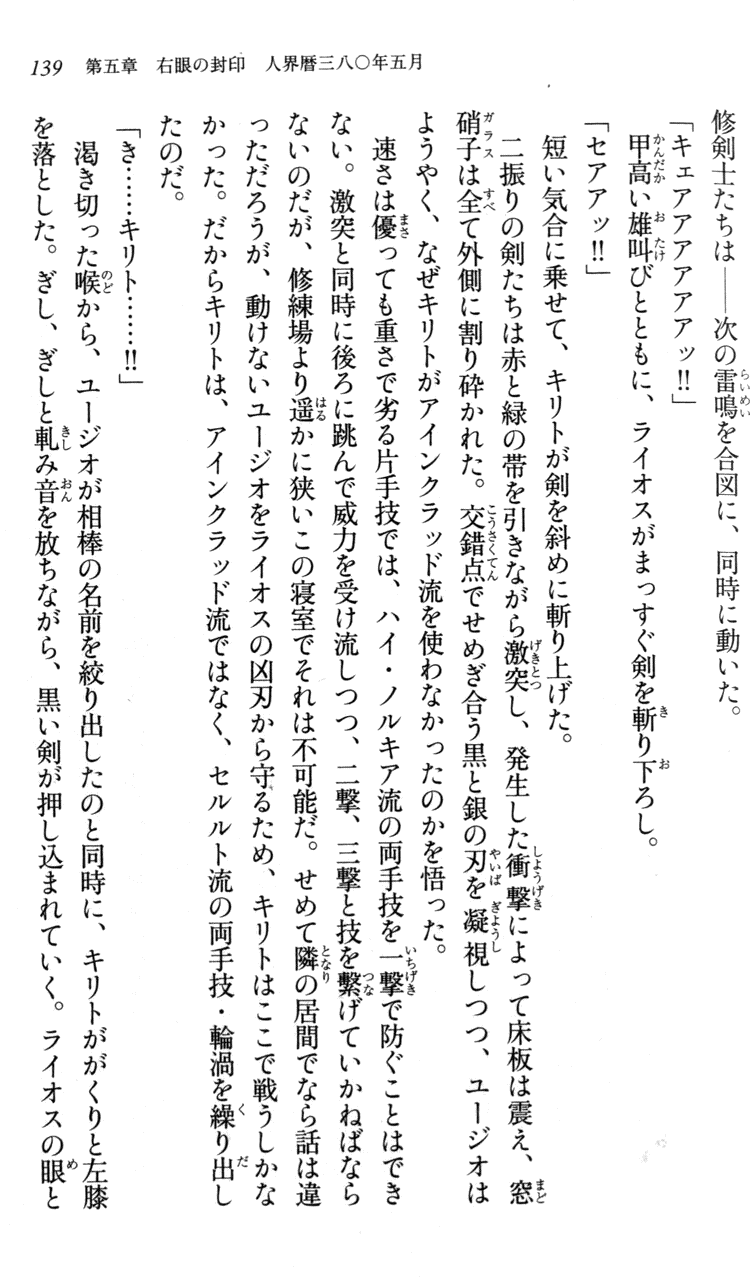 139　第五章　右眼の封印　人界暦三八〇年五月
修剣士たちは――次の雷鳴を合図に、同時に動いた。
「キェアアアアアアッ!!」
甲高い雄叫びとともに、ライオスがまっすぐ剣を斬り下ろし。
「セアアッ!!」
短い気合に乗せて、キリトが剣を斜めに斬り上げた。
二振りの剣たちは赤と緑の帯を引きながら激突し、発生した衝撃によって床板は震え、窓
硝子は全て外側に割り砕かれた。交錯点でせめぎ合う黒と銀の刃を凝視しつつ、ユージオは
ようやく、なぜキリトがアインクラッド流を使わなかったのかを悟った。
速さは優っても重さで劣る片手技では、ハイ・ノルキア流の両手技を一撃で防ぐことはでき
ない。激突と同時に後ろに跳んで威力を受け流しつつ、二撃、三撃と技を繋げていかねばなら
ないのだが、修練場より遥かに狭いこの寝室でそれは不可能だ。せめて隣の居間でなら話は違
っただろうが、動けないユージオをライオスの凶刃から守るため、キリトはここで戦うしかな
かった。だからキリトは、アインクラッド流ではなく、セルルト流の両手技・輪渦を繰り出し
たのだ。
「き……キリト……!!」
渇き切った喉から、ユージオが相棒の名前を絞り出したのと同時に、キリトががくりと左膝
を落とした。ぎし、ぎしと軋み音を放ちながら、黒い剣が押し込まれていく。ライオスの眼と